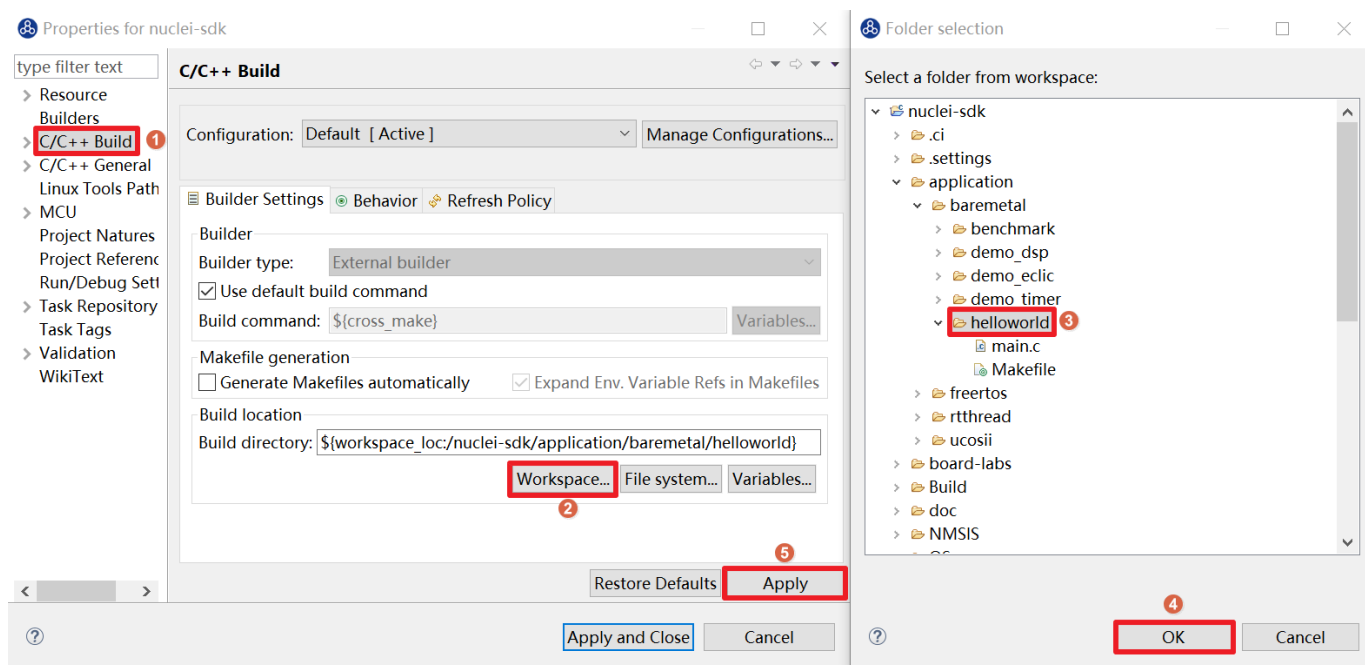 Properties for nuclei-sdk
type filter text
Resource
Builders
C/C++ Build
1
C/C++ General
Linux Tools Path
MCU
Project Natures
Project Referenc
Run/Debug Sett
Task Repository
Task Tags
Validation
WikiText
C/C++ Build
Configuration: Default [ Active ] Manage Configurations...
Builder Settings Behavior Refresh Policy
Builder
Builder type: External builder
Use default build command
Build command: ${cross_make} Variables...
Makefile generation
Generate Makefiles automatically Expand Env. Variable Refs in Makefiles
Build location
Build directory: ${workspace_loc:/nuclei-sdk/application/baremetal/helloworld}
Workspace... File system... Variables...
2
5
Restore Defaults Apply
? Apply and Close Cancel
Folder selection
Select a folder from workspace:
nuclei-sdk
.ci
.settings
application
baremetal
benchmark
demo_dsp
demo_eclic
demo_timer
helloworld 3
main.c
Makefile
freertos
rtthread
ucosii
board-labs
Build
doc
NMSIS
4
? OK Cancel